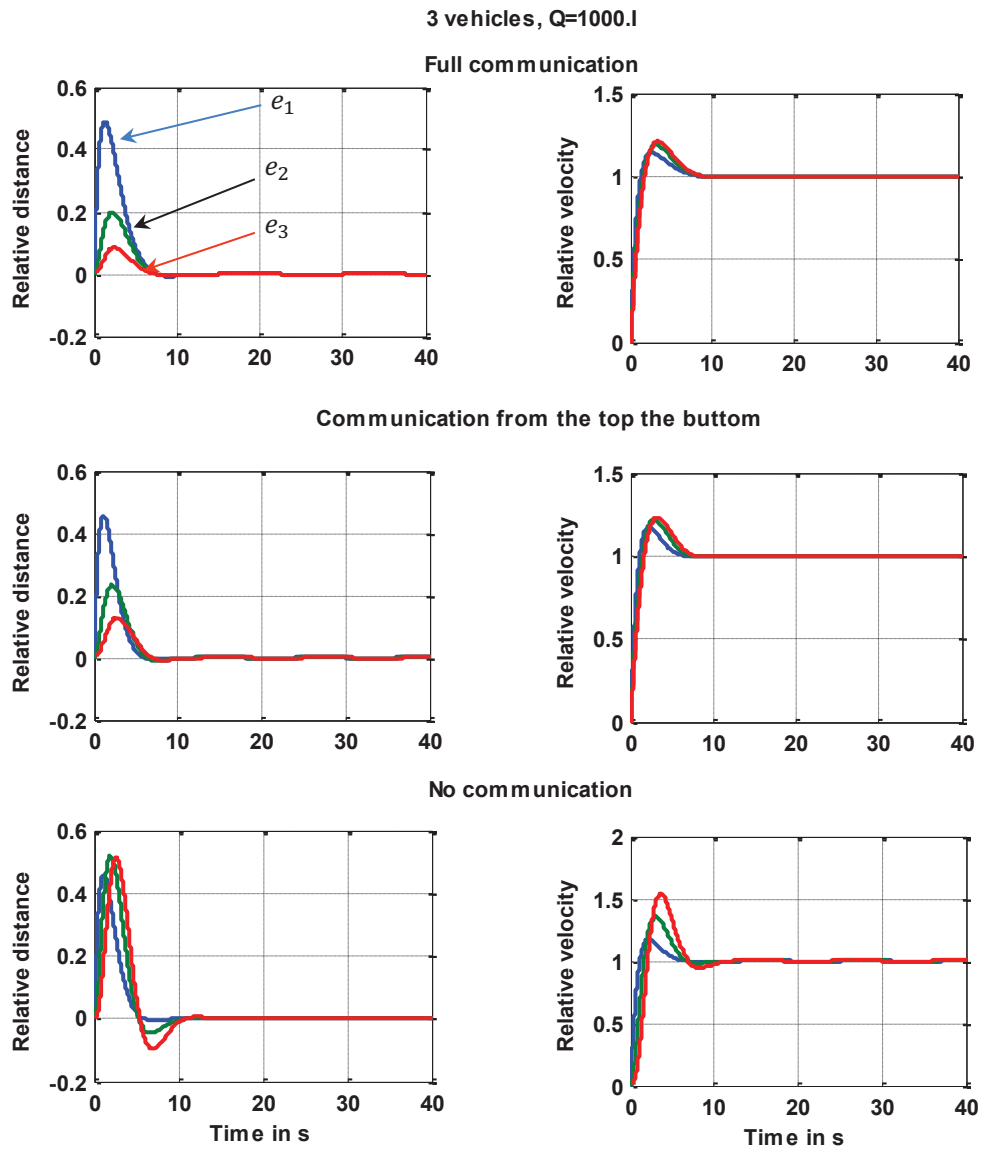 3 vehicles, Q=1000.I
Full communication
0.6
0.4
0.2
0
-0.2
Relative distance
e1
e2
e3
0 10 20 30 40
1.5
1
0.5
0
Relative velocity
0 10 20 30 40
Communication from the top the buttom
0.6
0.4
0.2
0
-0.2
Relative distance
0 10 20 30 40
1.5
1
0.5
0
Relative velocity
0 10 20 30 40
No communication
0.6
0.4
0.2
0
-0.2
Relative distance
0 10 20 30 40
Time in s
2
1.5
1
0.5
0
Relative velocity
0 10 20 30 40
Time in s